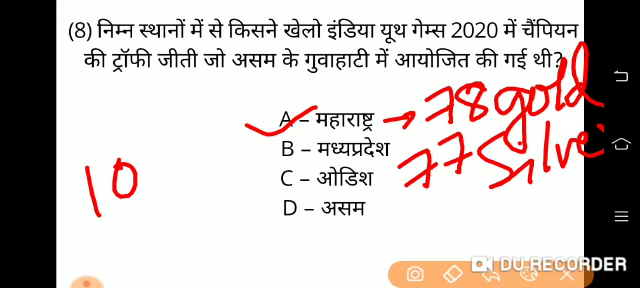 (8) निम्न स्थानों में से किसने खेलो इंडिया यूथ गेम्स 2020 में चैंपियन
की ट्रॉफी जीती जो असम के गुवाहाटी में आयोजित की गई थी?
A – महाराष्ट्र → 78 gold
B – मध्यप्रदेश
77 Silve
C – ओडिश
10
D – असम
DU RECORDER